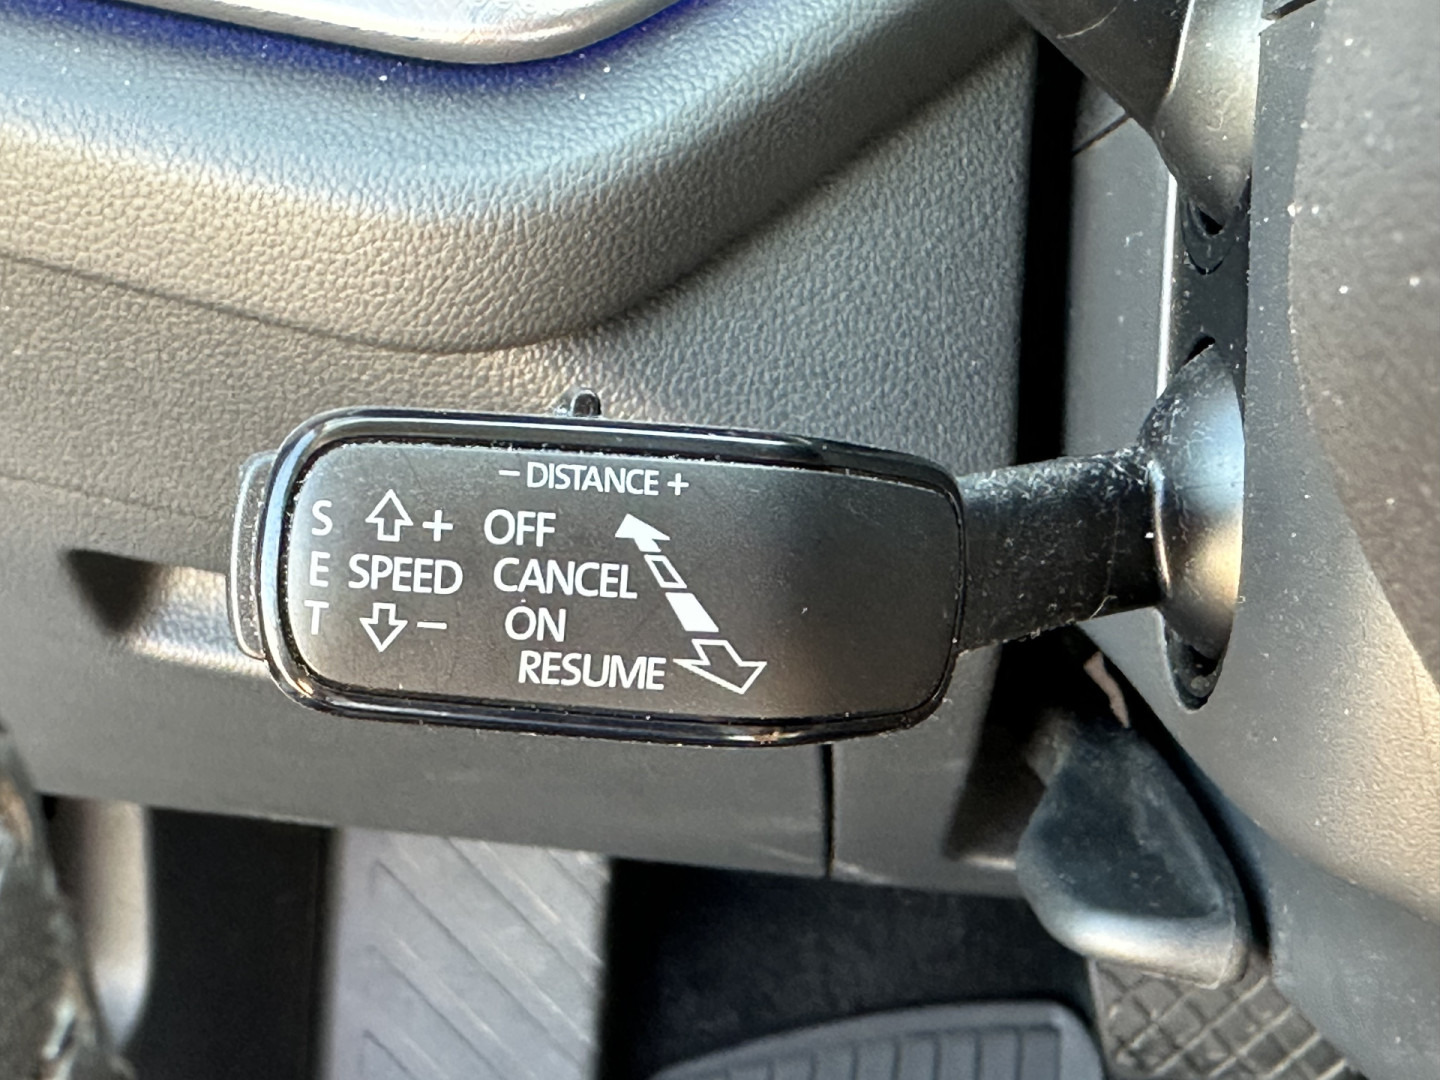 − DISTANCE +
S + OFF
E SPEED CANCEL
T − ON
RESUME